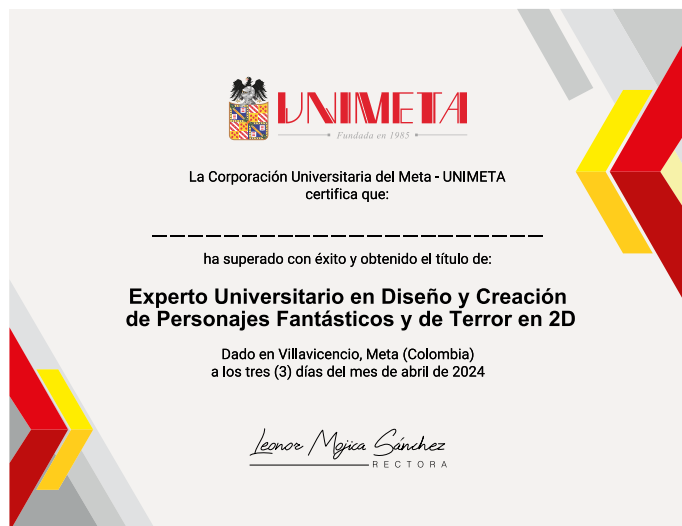 UNIMETA
Fundada en 1985
La Corporación Universitaria del Meta - UNIMETA
certifica que:
ha superado con éxito y obtenido el título de:
Experto Universitario en Diseño y Creación
de Personajes Fantásticos y de Terror en 2D
Dado en Villavicencio, Meta (Colombia)
a los tres (3) días del mes de abril de 2024
Leonor Mojica Sánchez
RECTORA